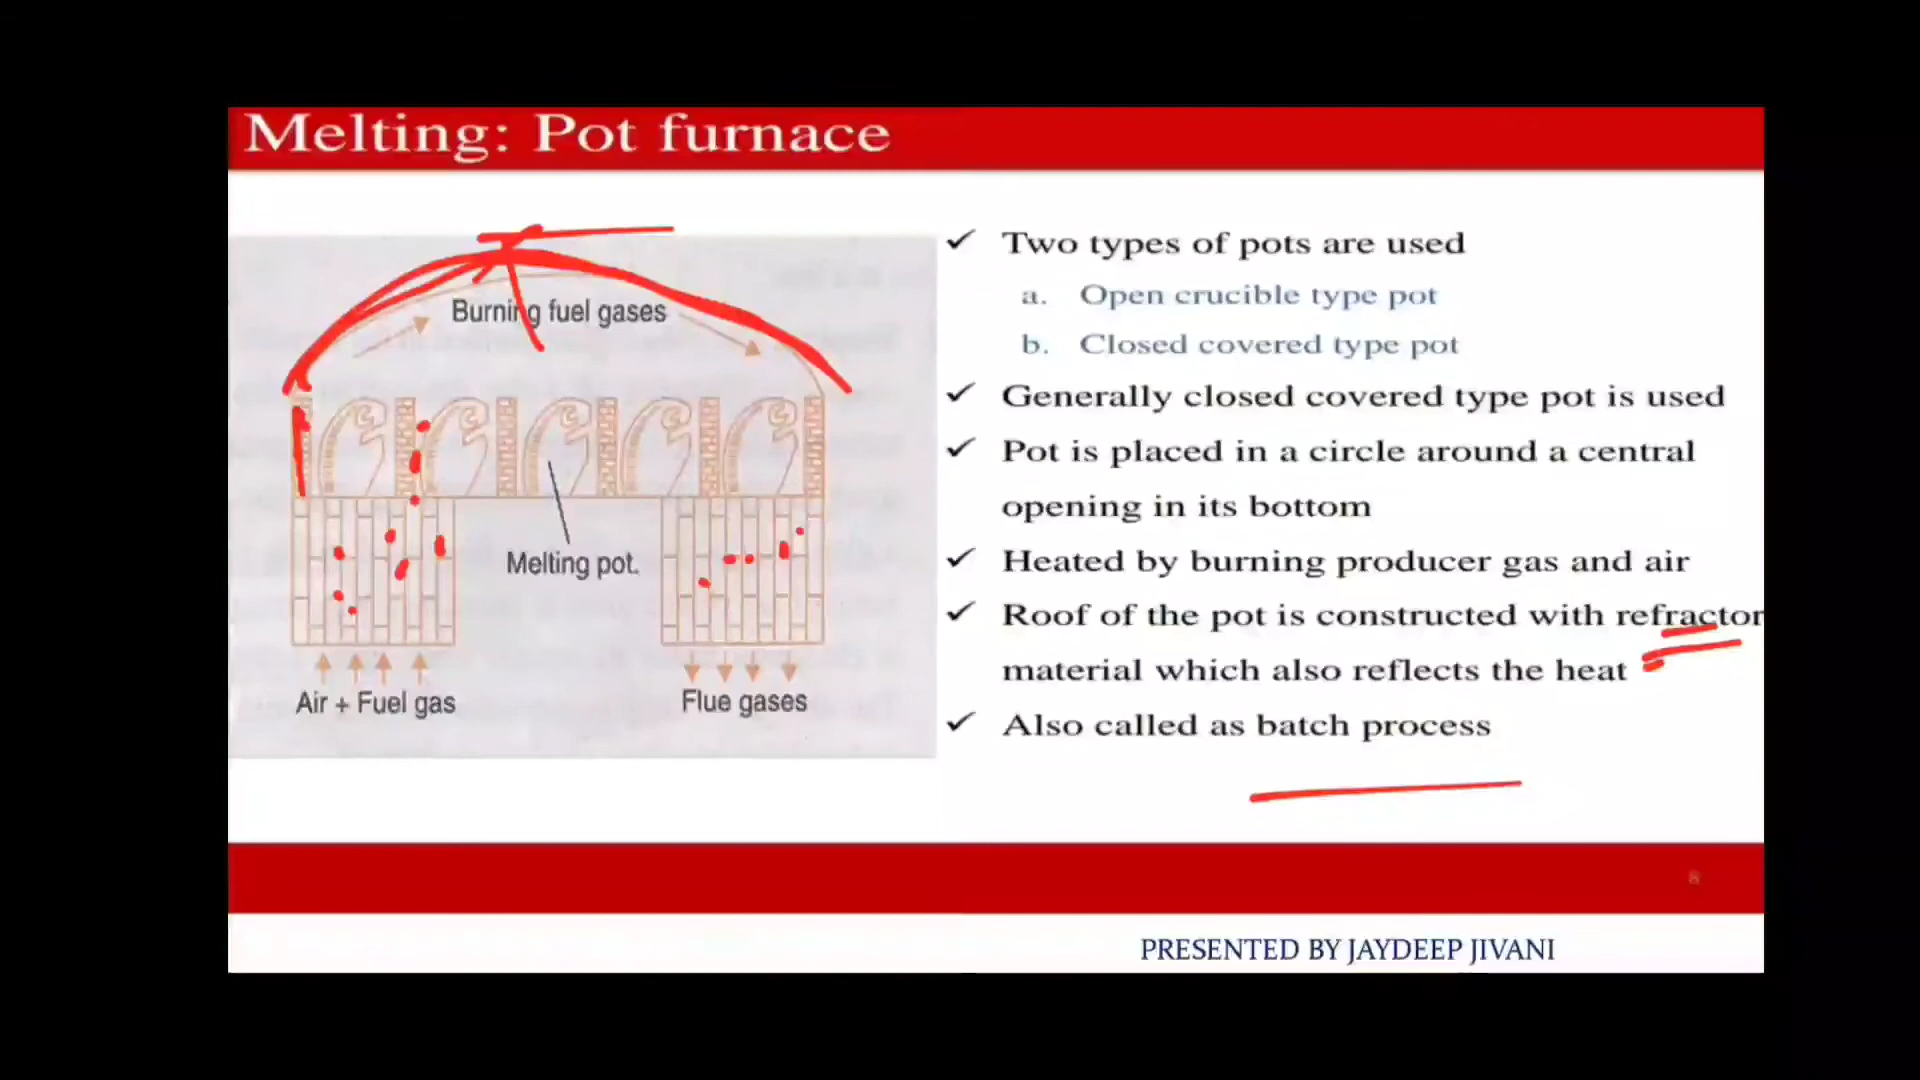 Melting: Pot furnace
Burning fuel gases
Melting pot.
Air + Fuel gas
Flue gases
✓ Two types of pots are used
a. Open crucible type pot
b. Closed covered type pot
✓ Generally closed covered type pot is used
✓ Pot is placed in a circle around a central
opening in its bottom
✓ Heated by burning producer gas and air
✓ Roof of the pot is constructed with refractor
material which also reflects the heat
✓ Also called as batch process
8
PRESENTED BY JAYDEEP JIVANI